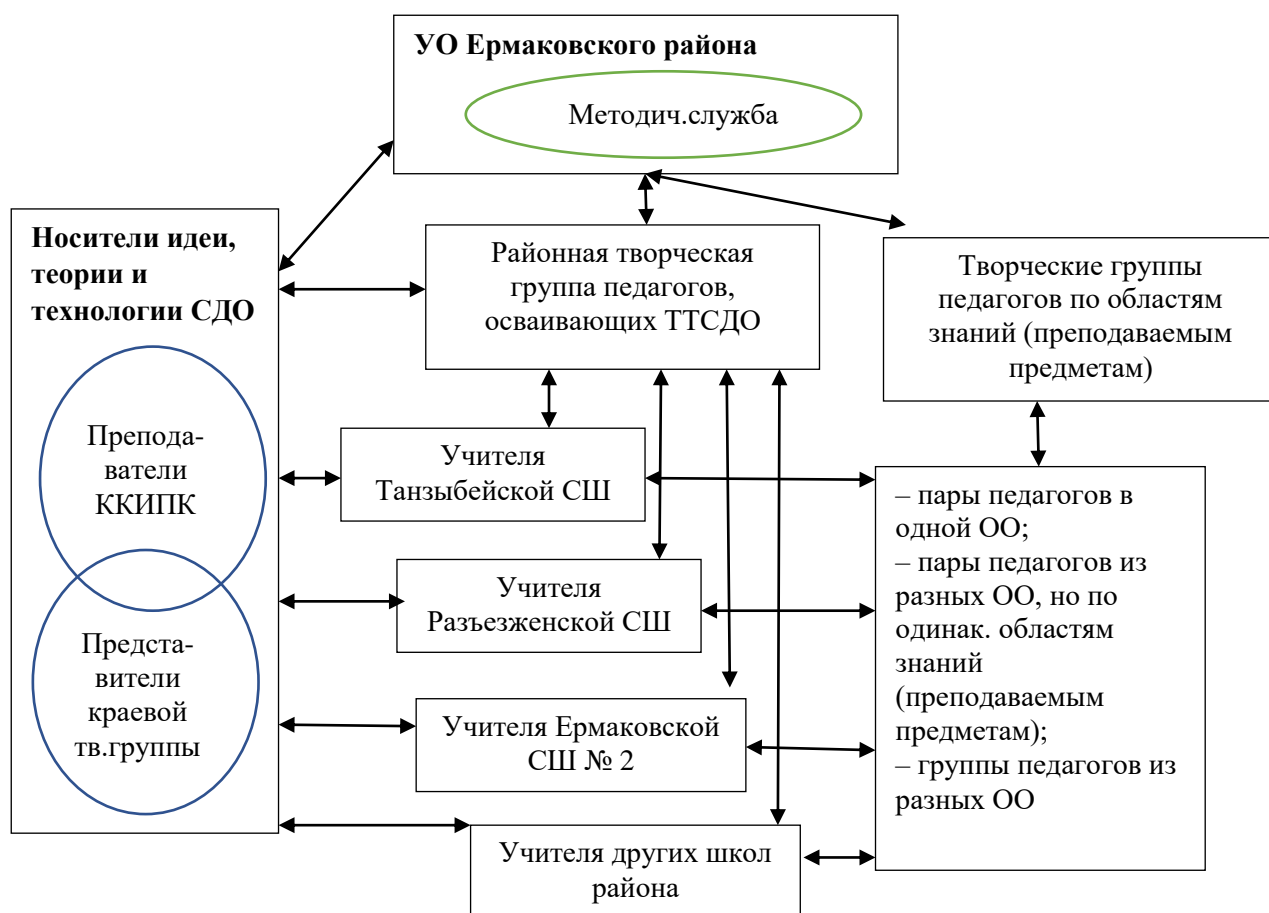 УО Ермаковского района
Методич.служба
Носители идеи,
теории и
технологии СДО
Препода-
ватели
ККИПК
Предста-
вители
краевой
тв.группы
Районная творческая
группа педагогов,
осваивающих ТТСДО
Творческие группы
педагогов по областям
знаний (преподаваемым
предметам)
Учителя
Танзыбейской СШ
Учителя
Разъезженской СШ
Учителя Ермаковской
СШ № 2
Учителя других школ
района
– пары педагогов в
одной ОО;
– пары педагогов из
разных ОО, но по
одинак. областям
знаний
(преподаваемым
предметам);
– группы педагогов из
разных ОО